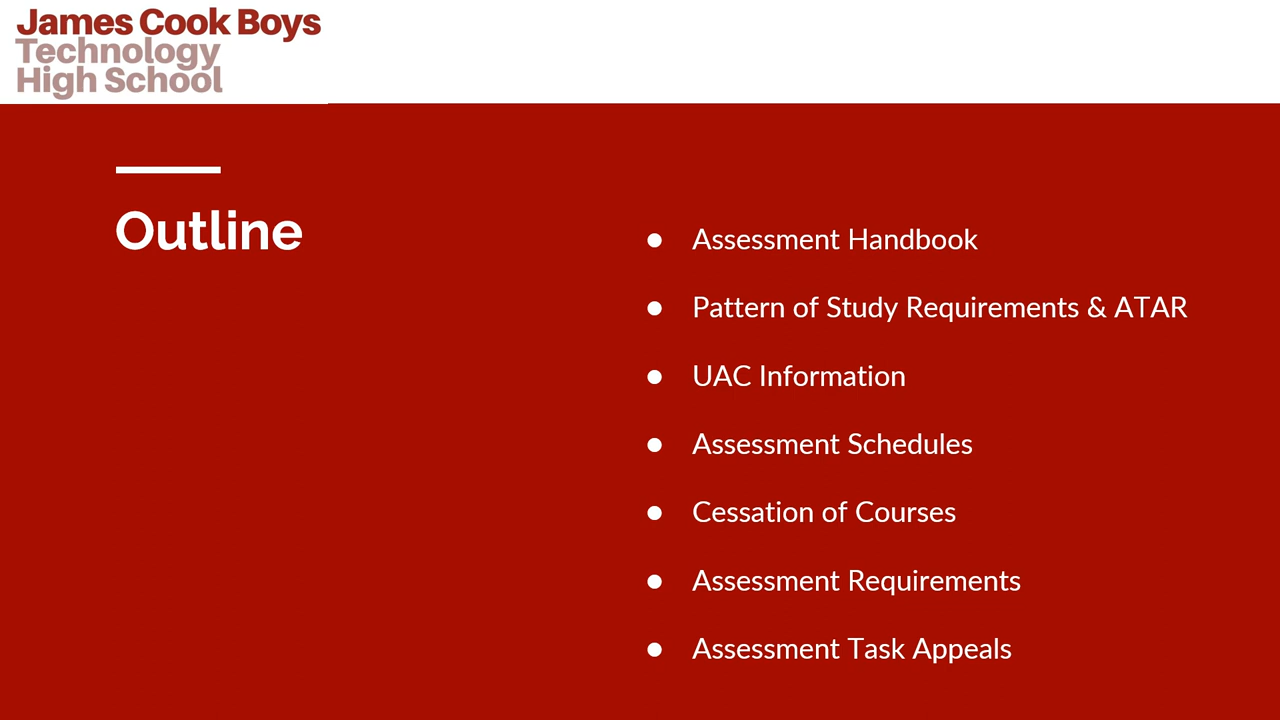 James Cook Boys
Technology
High School
Outline
● Assessment Handbook
● Pattern of Study Requirements & ATAR
● UAC Information
● Assessment Schedules
● Cessation of Courses
● Assessment Requirements
● Assessment Task Appeals